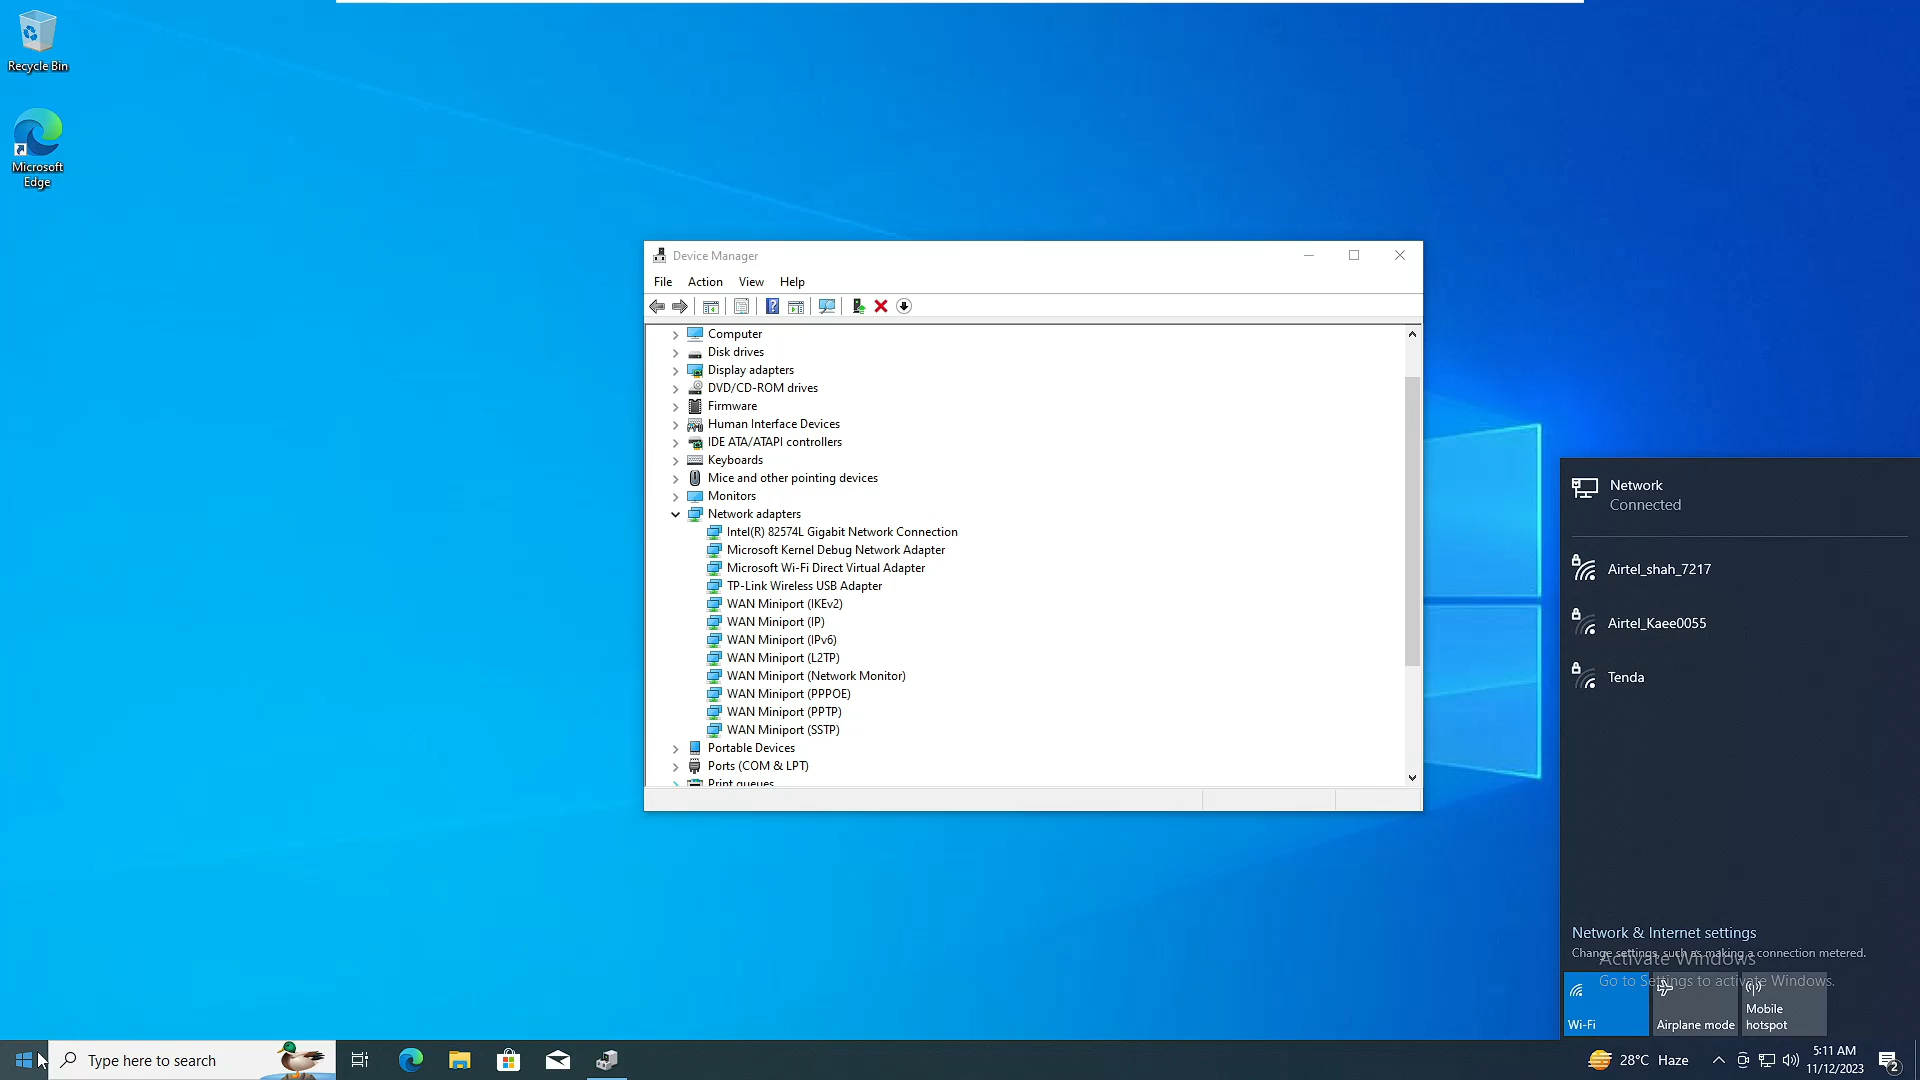 Recycle Bin
Microsoft
Edge
Device Manager
File Action View Help
Computer
Disk drives
Display adapters
DVD/CD-ROM drives
Firmware
Human Interface Devices
IDE ATA/ATAPI controllers
Keyboards
Mice and other pointing devices
Monitors
Network adapters
Intel(R) 82574L Gigabit Network Connection
Microsoft Kernel Debug Network Adapter
Microsoft Wi-Fi Direct Virtual Adapter
TP-Link Wireless USB Adapter
WAN Miniport (IKEv2)
WAN Miniport (IP)
WAN Miniport (IPv6)
WAN Miniport (L2TP)
WAN Miniport (Network Monitor)
WAN Miniport (PPPOE)
WAN Miniport (PPTP)
WAN Miniport (SSTP)
Portable Devices
Ports (COM & LPT)
Print queues
Network
Connected
Airtel_shah_7217
Airtel_Kaee0055
Tenda
Network & Internet settings
Change settings, such as making a connection metered.
Activate Windows
Go to Settings to activate Windows.
Wi-Fi
Airplane mode
Mobile
hotspot
Type here to search
28°C Haze
5:11 AM
11/12/2023
2